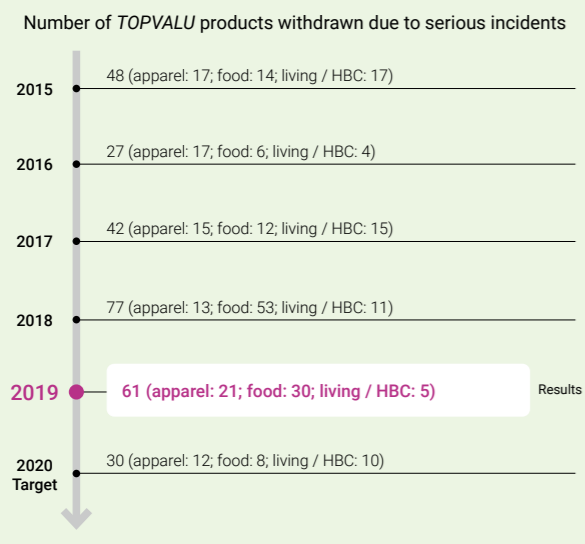 Number of TOPVALU products withdrawn due to serious incidents
2015
48 (apparel: 17; food: 14; living / HBC: 17)
2016
27 (apparel: 17; food: 6; living / HBC: 4)
2017
42 (apparel: 15; food: 12; living / HBC: 15)
2018
77 (apparel: 13; food: 53; living / HBC: 11)
2019
61 (apparel: 21; food: 30; living / HBC: 5)
Results
2020
Target
30 (apparel: 12; food: 8; living / HBC: 10)